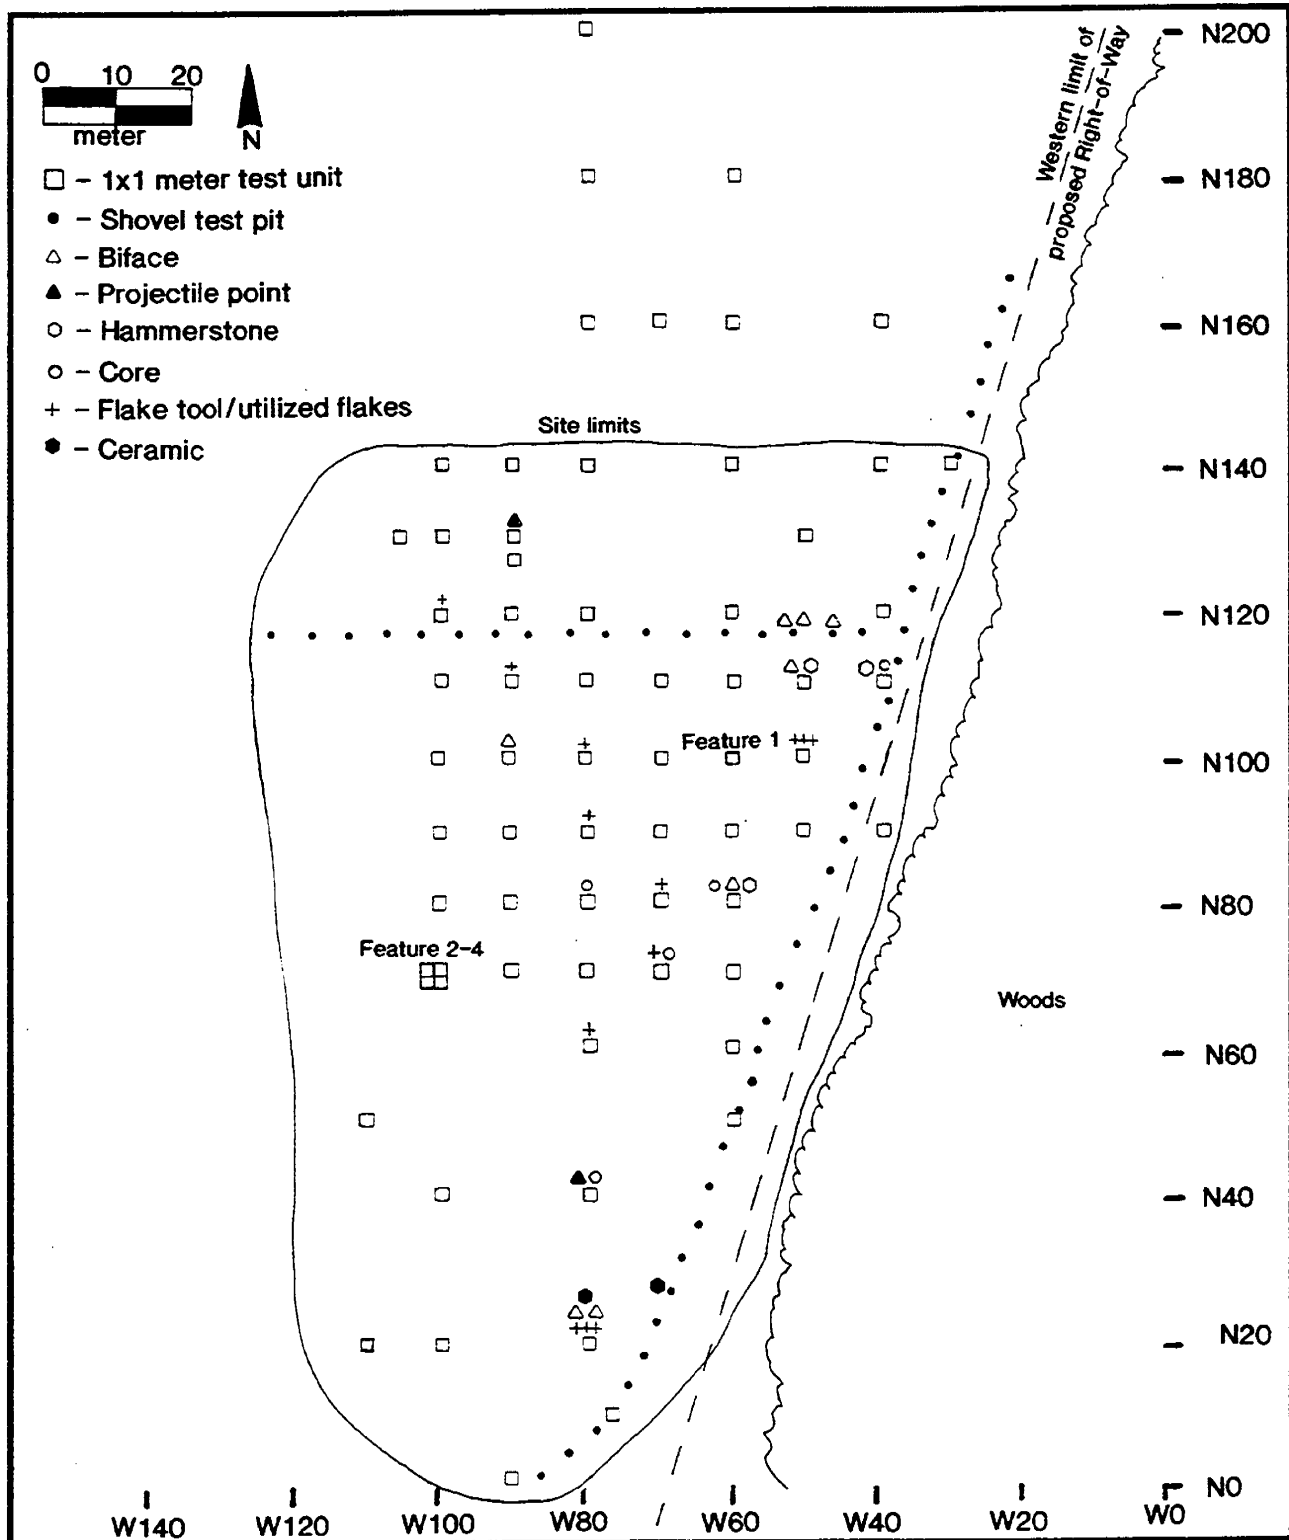 0 10 20
meter
N
□ - 1x1 meter test unit
• - Shovel test pit
△ - Biface
▲ - Projectile point
⬡ - Hammerstone
○ - Core
+ - Flake tool/utilized flakes
⬢ - Ceramic
Western limit of
proposed Right-of-Way
Site limits
Feature 1
Feature 2-4
Woods
N200
N180
N160
N140
N120
N100
N80
N60
N40
N20
N0
W140 W120 W100 W80 W60 W40 W20 W0